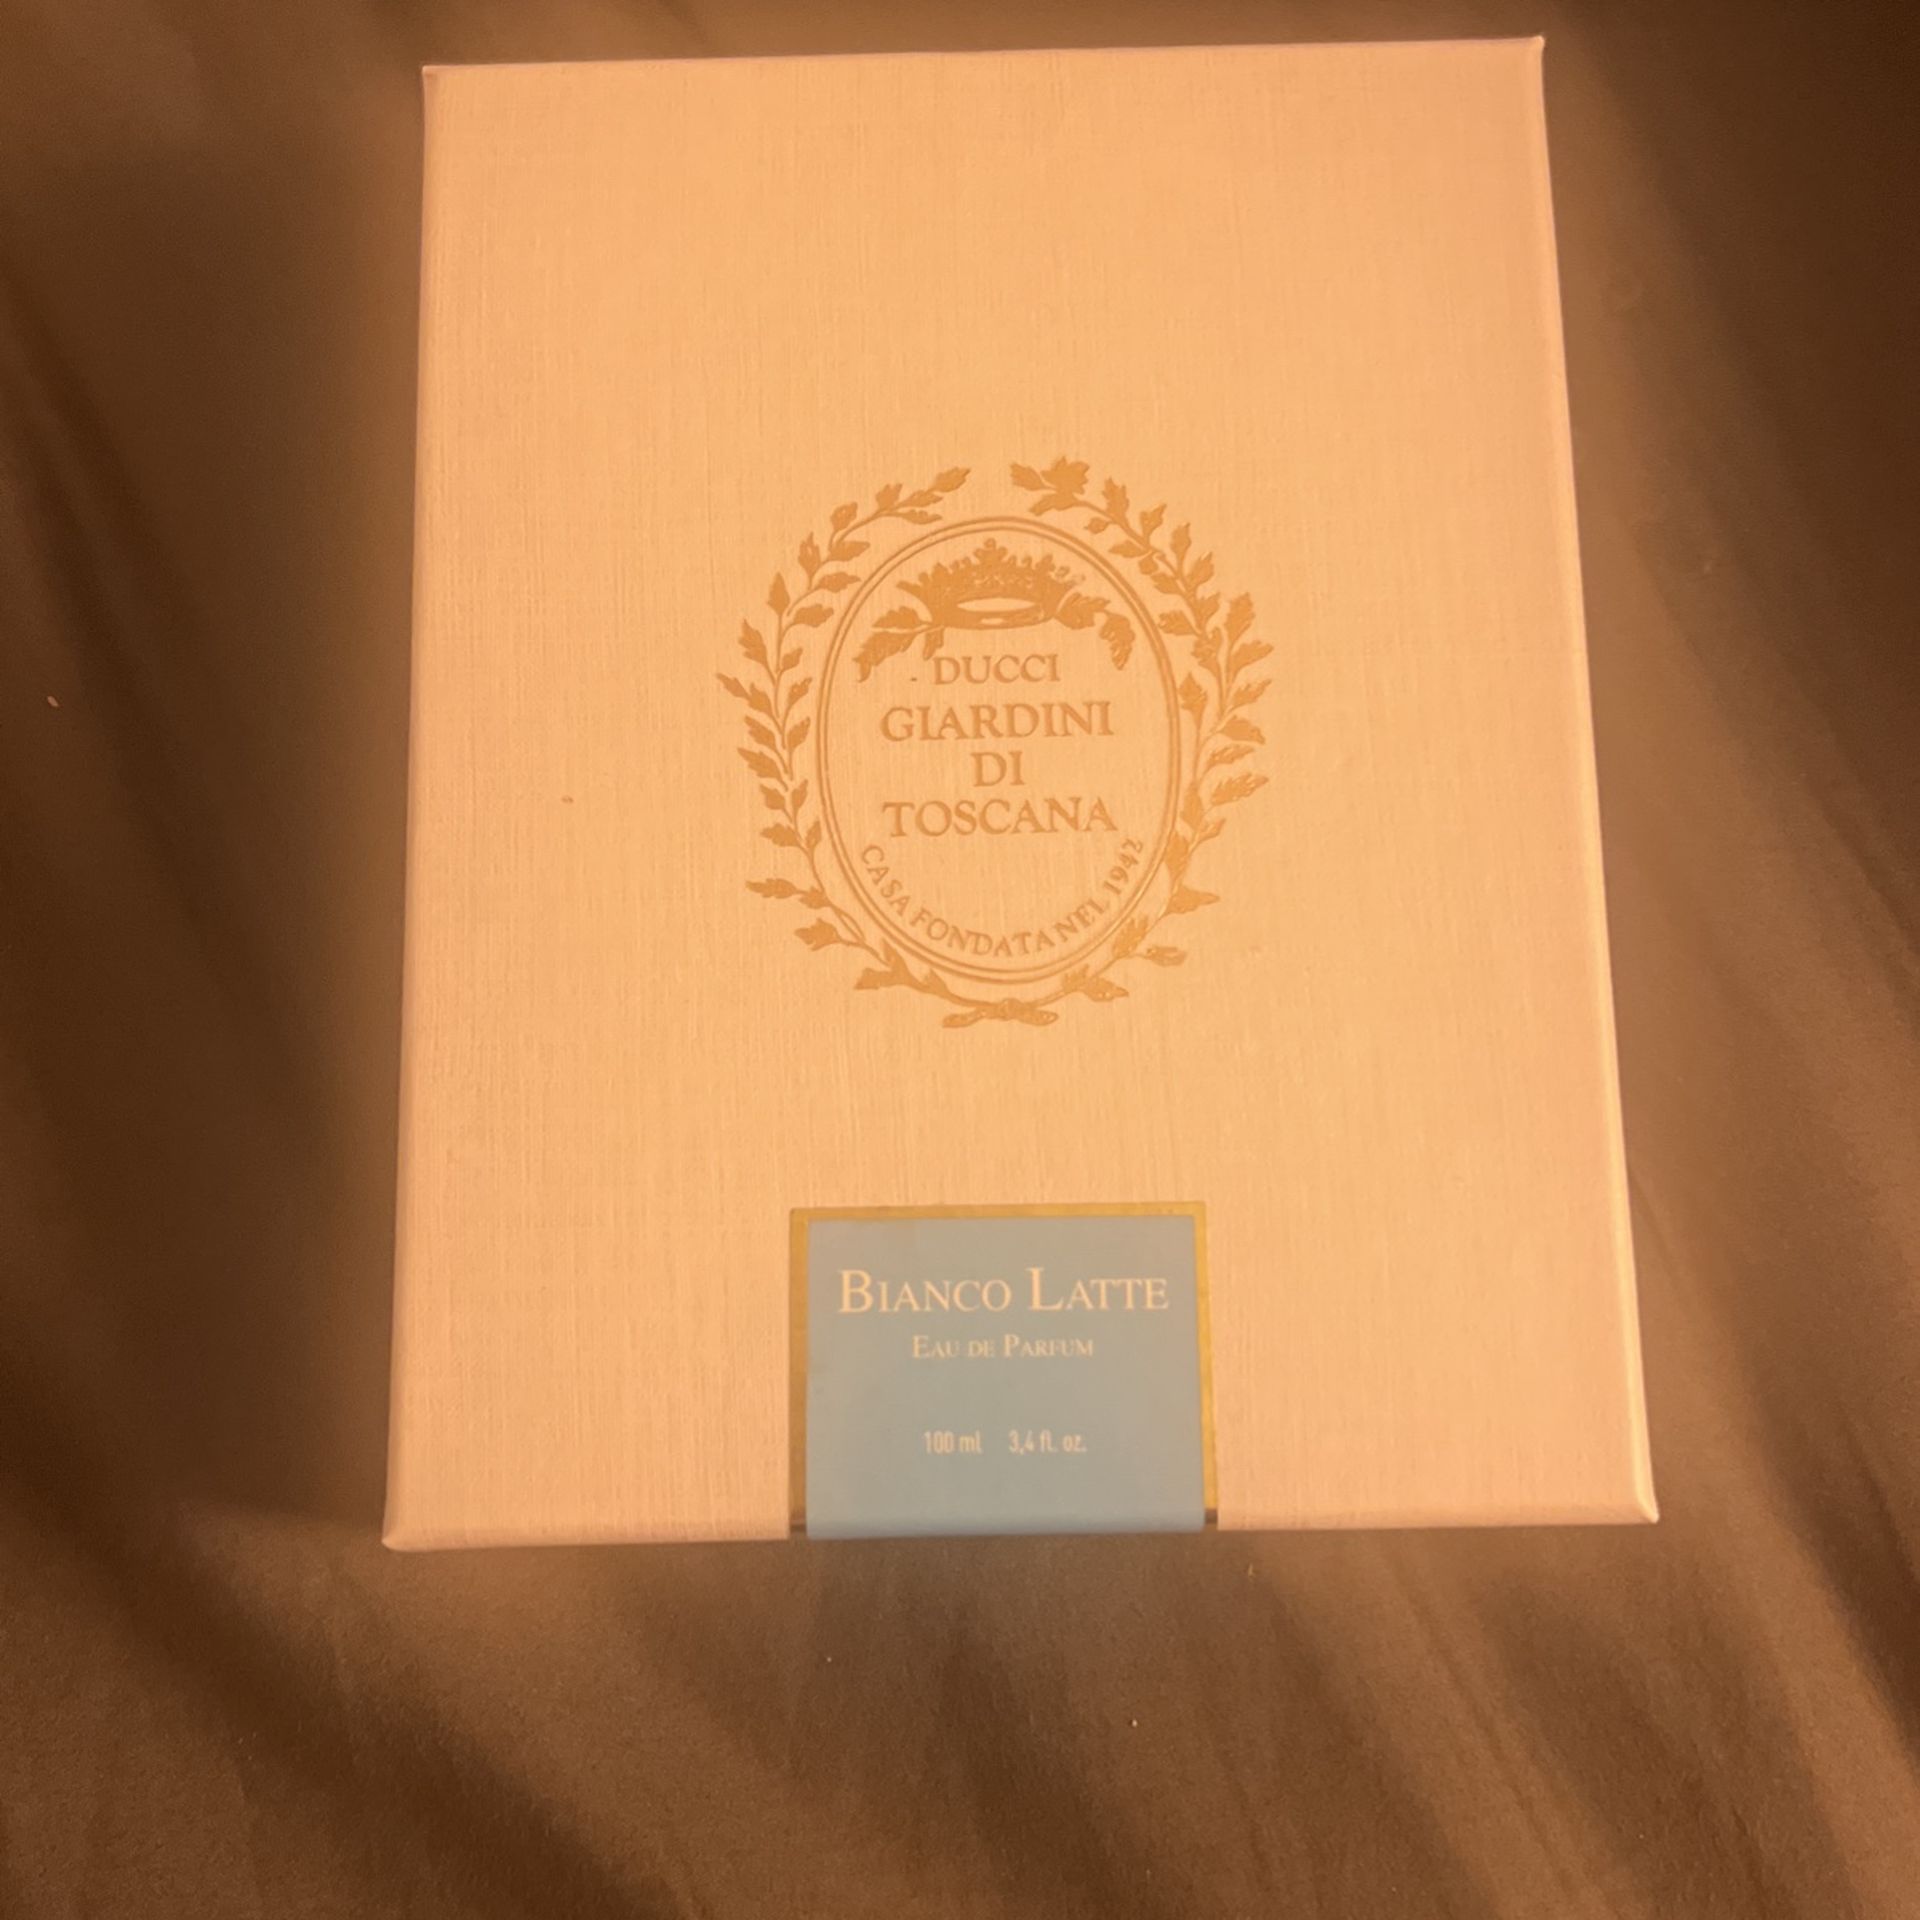 DUCCI
GIARDINI
DI
TOSCANA
CASA FONDATA NEL 1942
BIANCO LATTE
EAU DE PARFUM
100 ml 3,4 fl. oz.